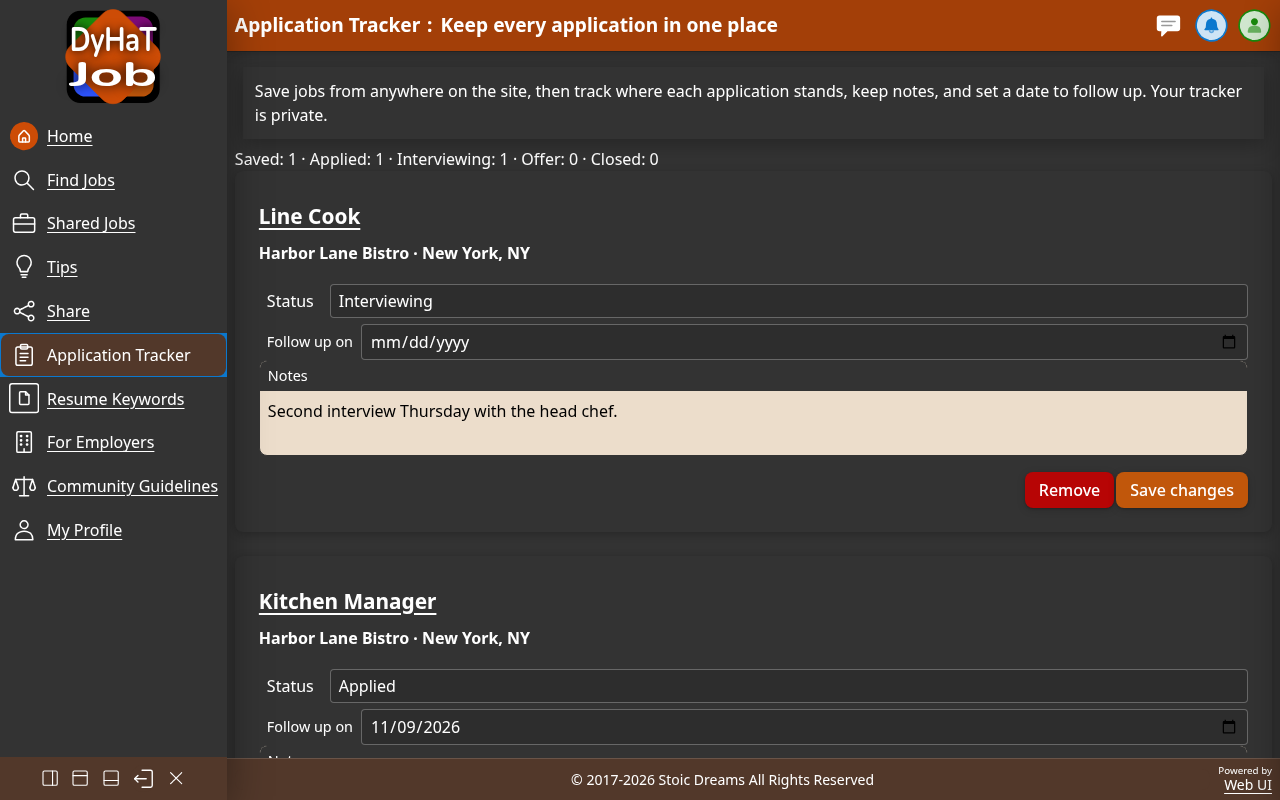 DyHaT
Job
Home
Find Jobs
Shared Jobs
Tips
Share
Application Tracker
Resume Keywords
For Employers
Community Guidelines
My Profile
Application Tracker : Keep every application in one place
Save jobs from anywhere on the site, then track where each application stands, keep notes, and set a date to follow up. Your tracker
is private.
Saved: 1 · Applied: 1 · Interviewing: 1 · Offer: 0 · Closed: 0
Line Cook
Harbor Lane Bistro · New York, NY
Status Interviewing
Follow up on mm/dd/yyyy
Notes
Second interview Thursday with the head chef.
Remove Save changes
Kitchen Manager
Harbor Lane Bistro · New York, NY
Status Applied
Follow up on 11/09/2026
© 2017-2026 Stoic Dreams All Rights Reserved
Powered by
Web UI